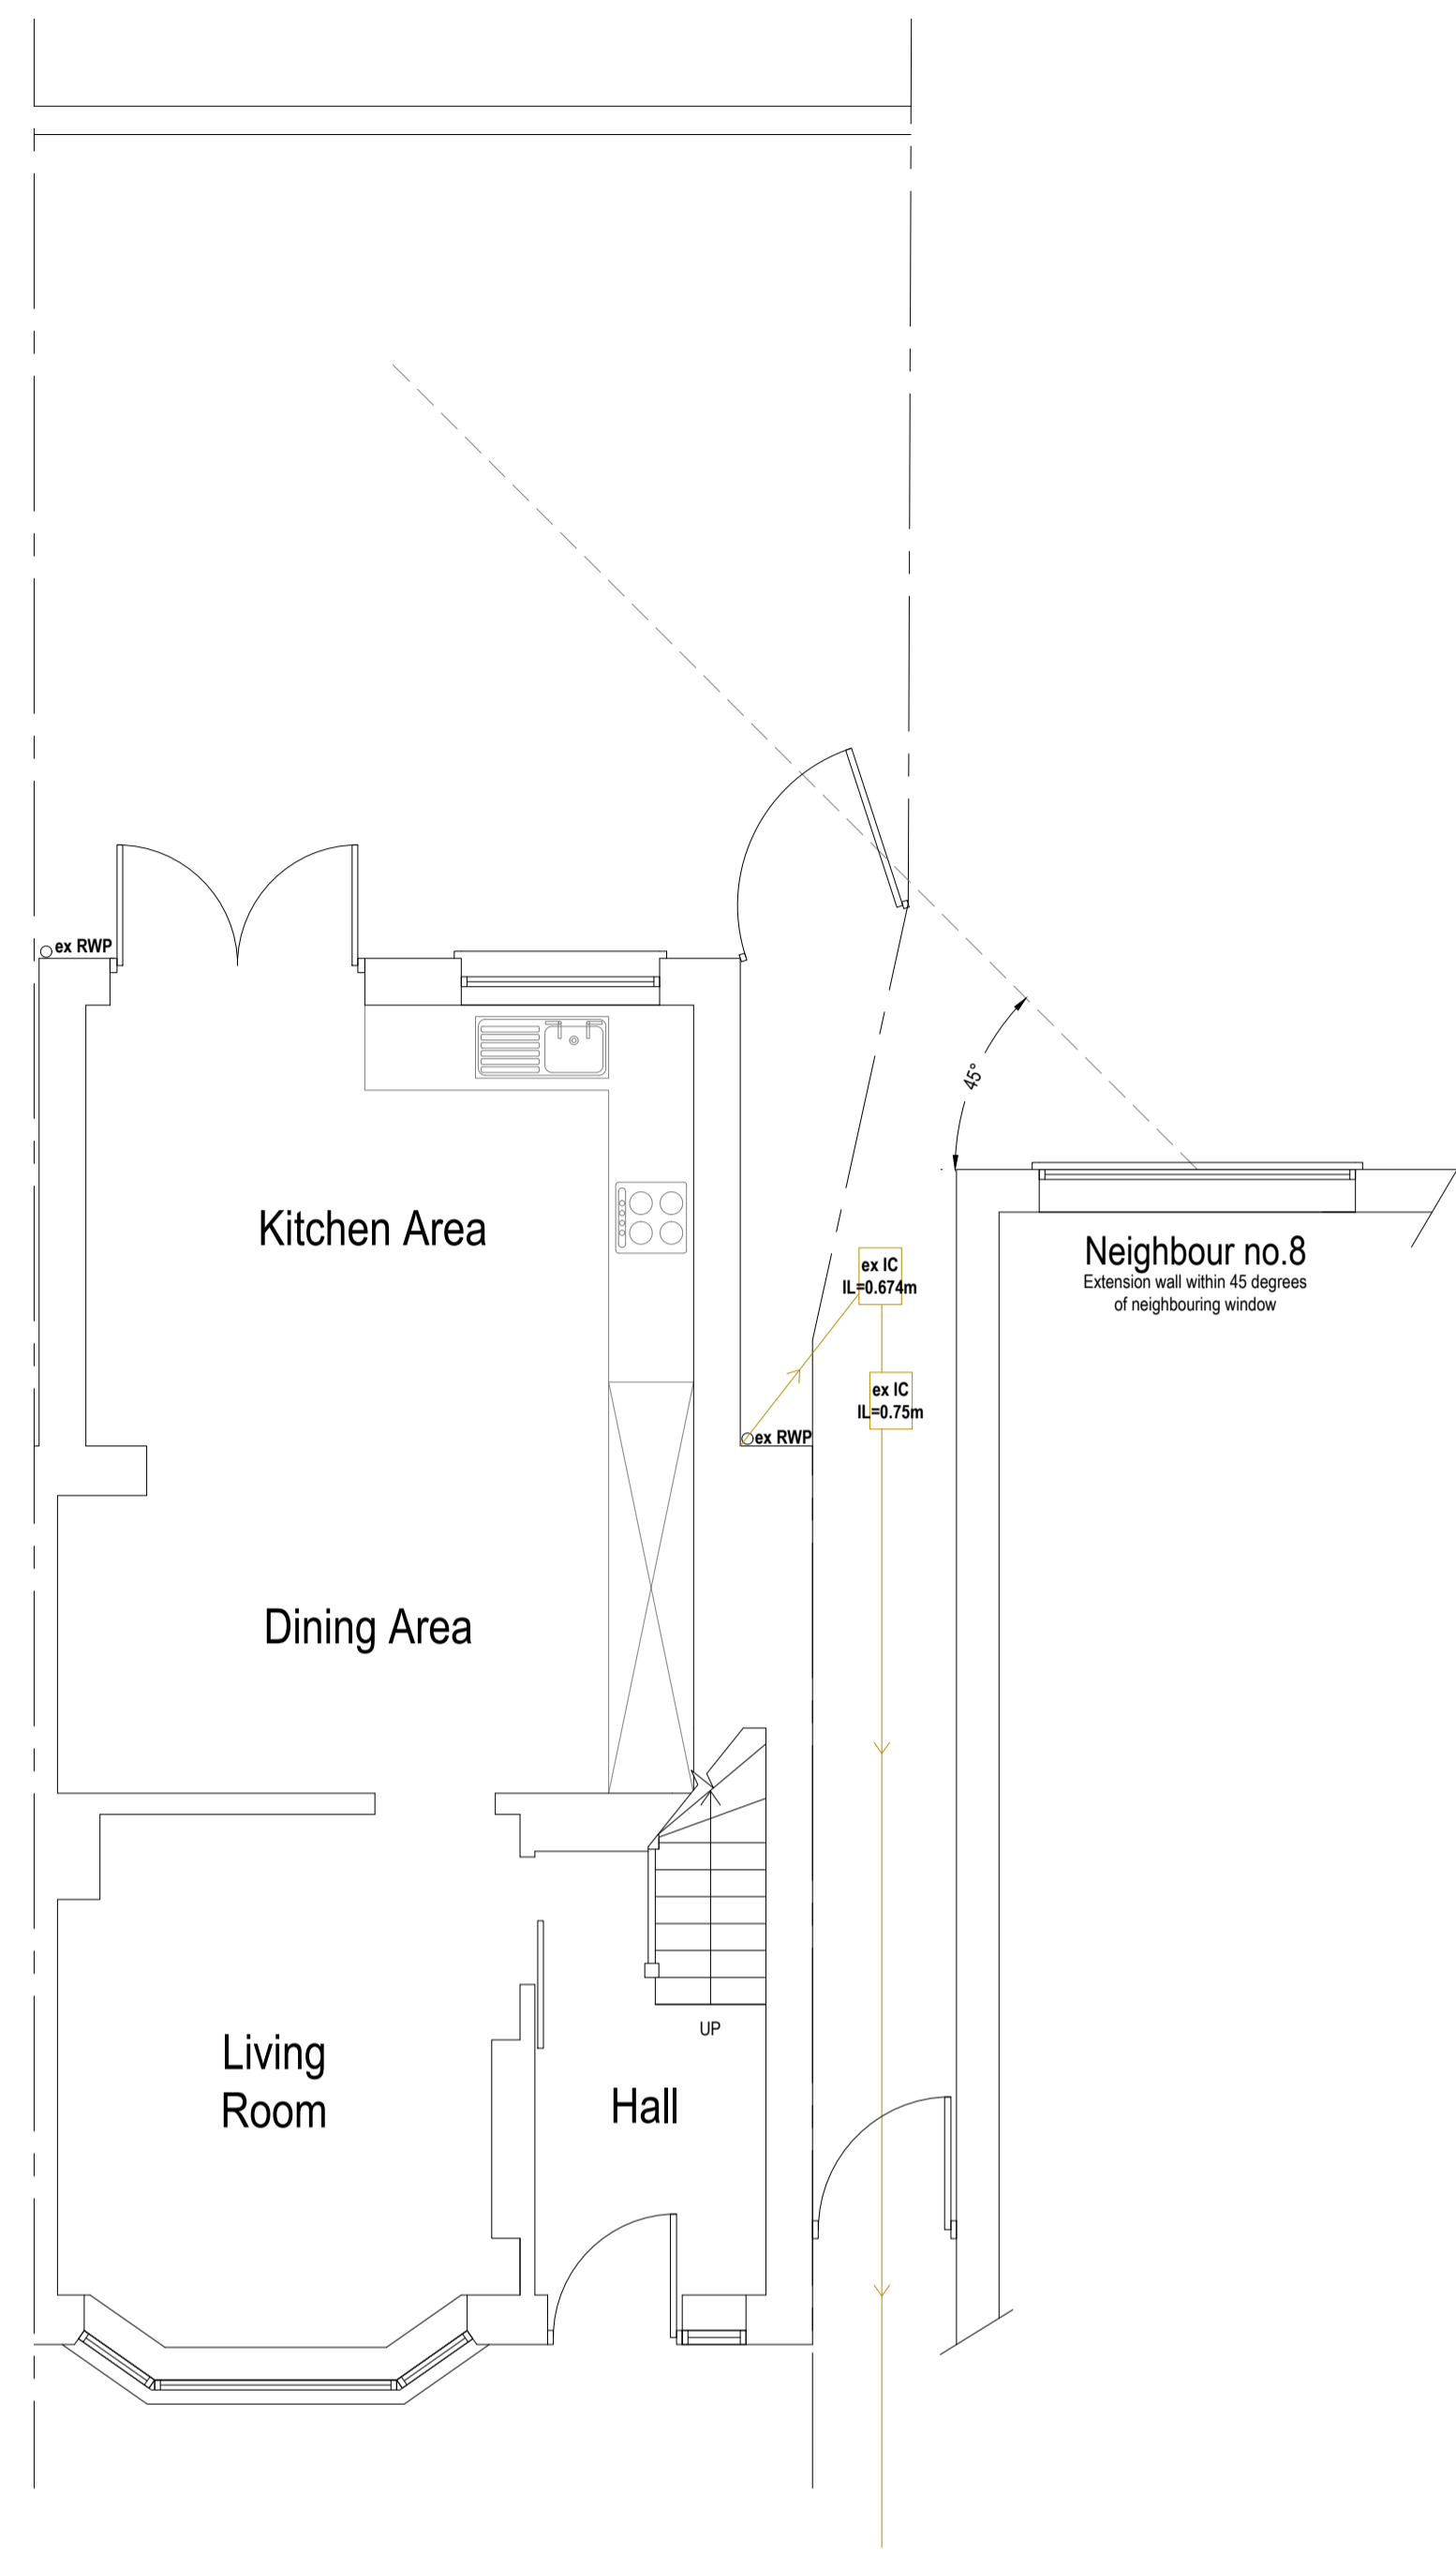 ex RWP
45°
Kitchen Area
Neighbour no.8
Extension wall within 45 degrees
of neighbouring window
ex IC
IL=0.674m
ex IC
IL=0.75m
ex RWP
Dining Area
UP
Living
Room
Hall